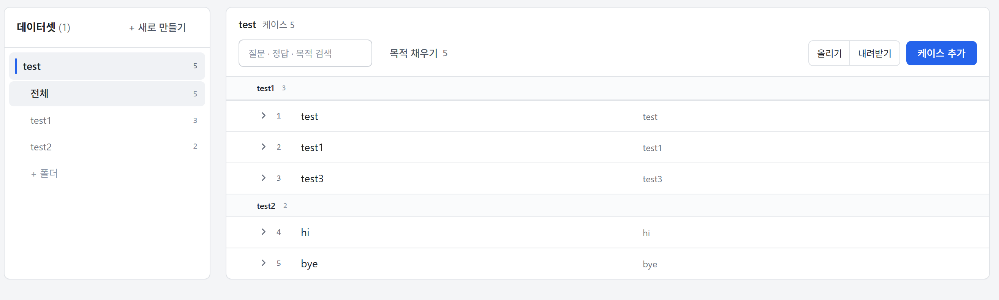 데이터셋 (1) + 새로 만들기
test 5
전체 5
test1 3
test2 2
+ 폴더
test 케이스 5
질문 · 정답 · 목적 검색 목적 채우기 5 올리기 내려받기 케이스 추가
test1 3
1 test test
2 test1 test1
3 test3 test3
test2 2
4 hi hi
5 bye bye